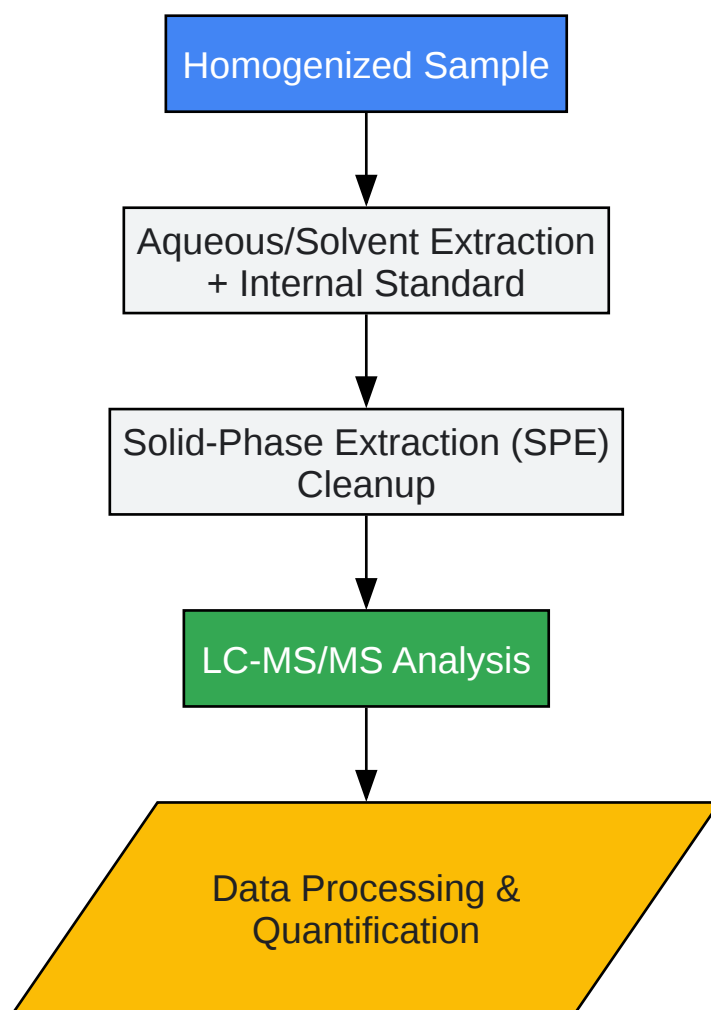 Homogenized Sample
Aqueous/Solvent Extraction
+ Internal Standard
Solid-Phase Extraction (SPE)
Cleanup
LC-MS/MS Analysis
Data Processing &
Quantification